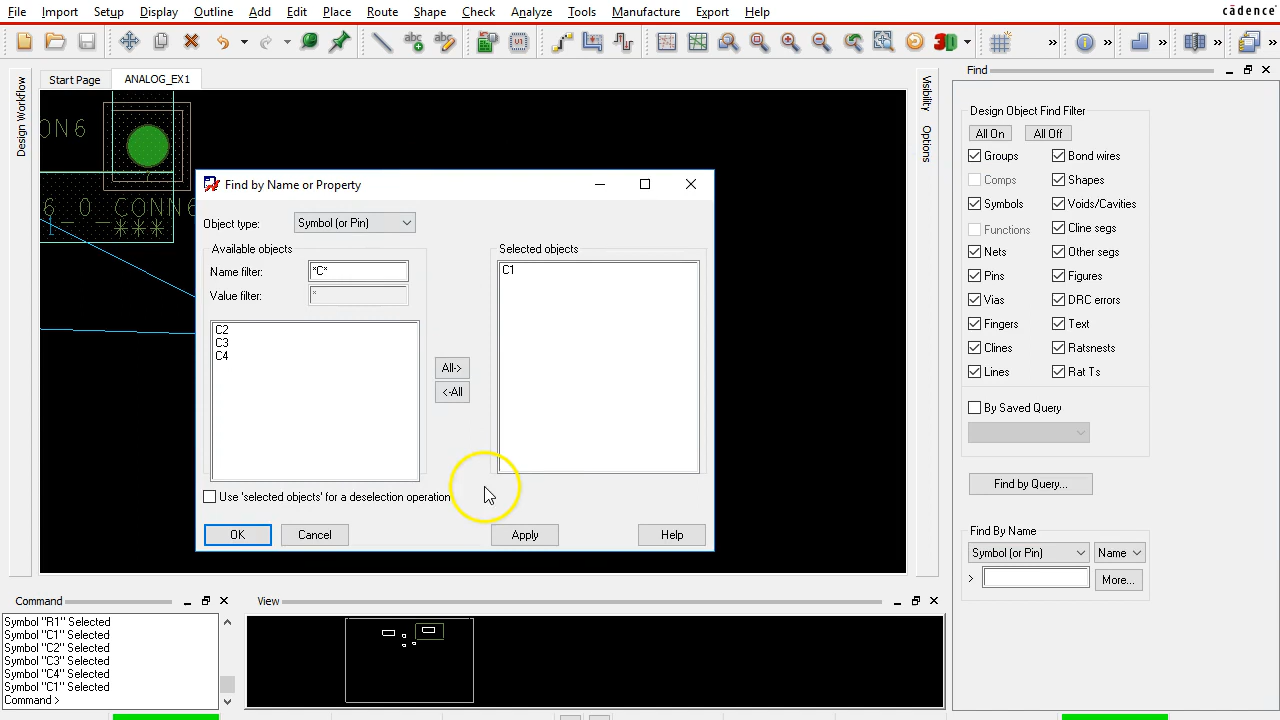 File Import Setup Display Outline Add Edit Place Route Shape Check Analyze Tools Manufacture Export Help
cādence
abc
3D
» » » »
Design Workflow
Start Page
ANALOG_EX1
Visibility
Options
ON6
6_0_CONN6
1_***
Find by Name or Property
Object type: Symbol (or Pin)
Available objects
Name filter: *C*
Value filter: *
C2
C3
C4
All->
<-All
Selected objects
C1
Use 'selected objects' for a deselection operation
OK Cancel Apply Help
Find
Design Object Find Filter
All On All Off
Groups Bond wires
Comps Shapes
Symbols Voids/Cavities
Functions Cline segs
Nets Other segs
Pins Figures
Vias DRC errors
Fingers Text
Clines Ratsnests
Lines Rat Ts
By Saved Query
Find by Query...
Find By Name
Symbol (or Pin) Name
> More...
Command
Symbol "R1" Selected
Symbol "C1" Selected
Symbol "C2" Selected
Symbol "C3" Selected
Symbol "C4" Selected
Symbol "C1" Selected
Command >
View